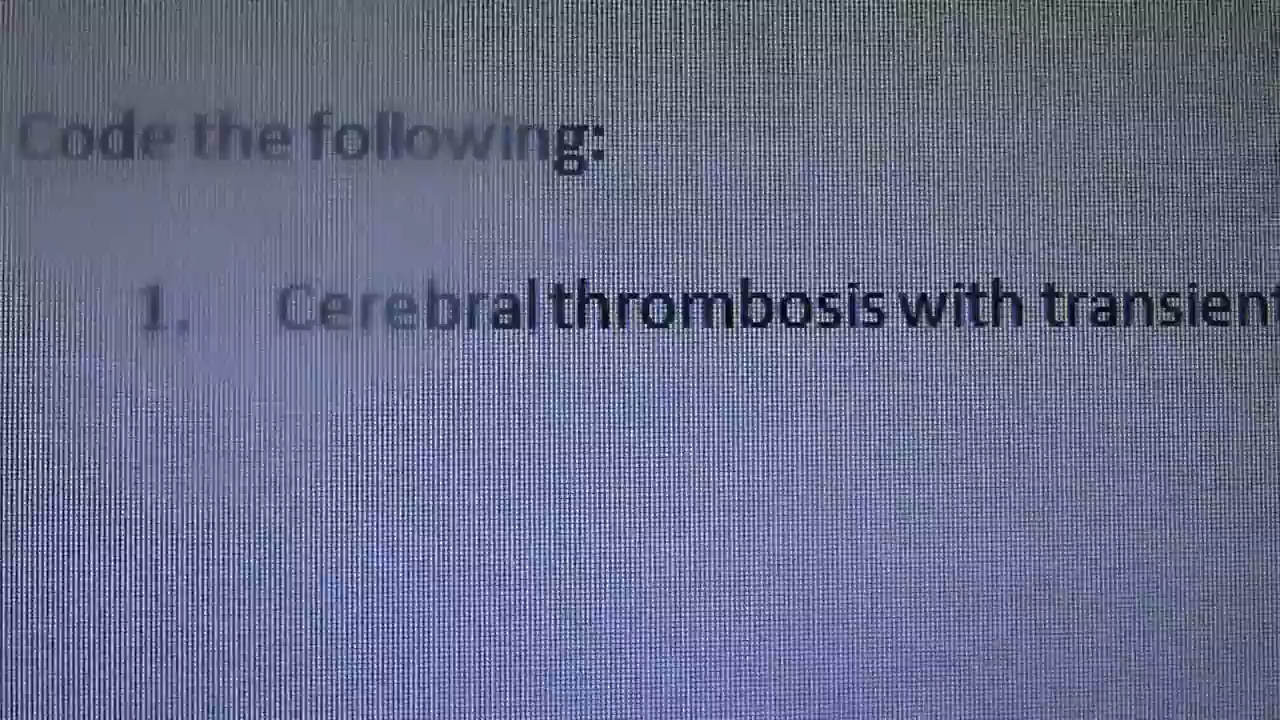 Code the following:
1. Cerebral thrombosis with transient